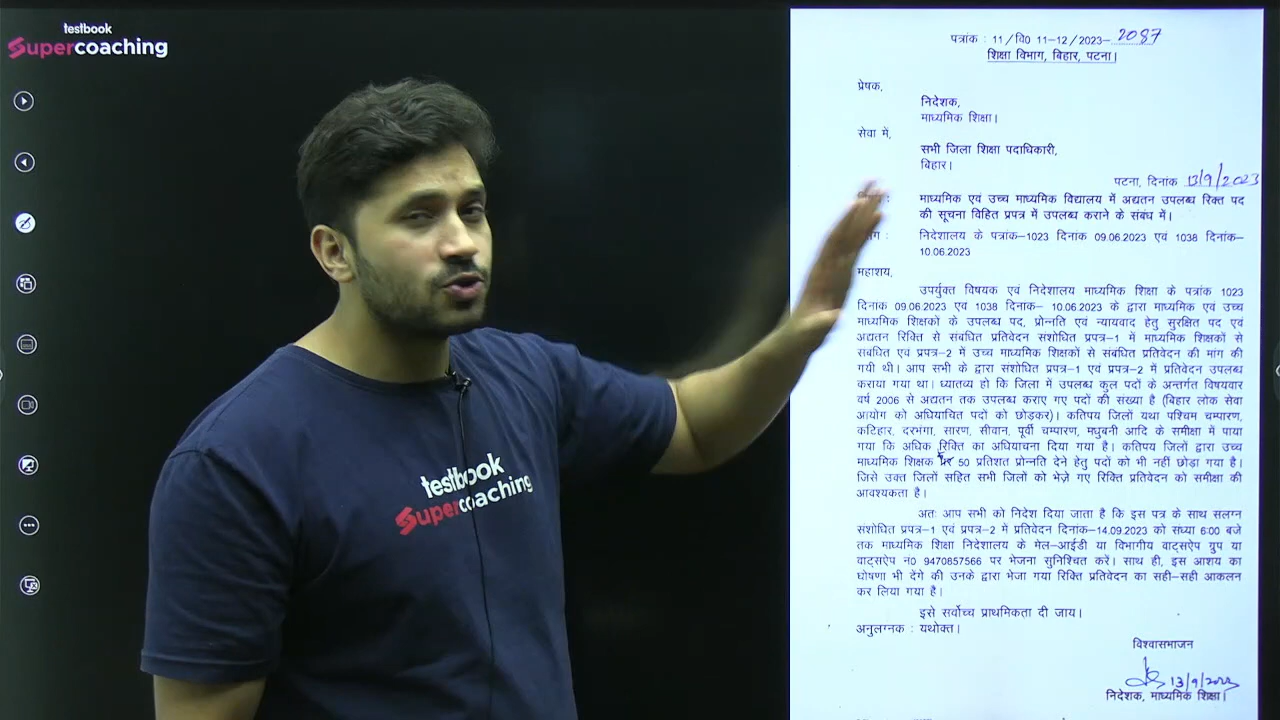 testbook
Supercoaching
पत्रांक : 11/वि0 11-12/2023- 2087
शिक्षा विभाग, बिहार, पटना।
प्रेषक,
निदेशक,
माध्यमिक शिक्षा।
सेवा में,
सभी जिला शिक्षा पदाधिकारी,
बिहार।
पटना, दिनांक 13/9/2023
माध्यमिक एवं उच्च माध्यमिक विद्यालय में अद्यतन उपलब्ध रिक्त पद
की सूचना विहित प्रपत्र में उपलब्ध कराने के संबंध में।
निदेशालय के पत्रांक-1023 दिनाक 09.06.2023 एवं 1038 दिनांक-
10.06.2023
महाशय,
उपर्युक्त विषयक एवं निदेशालय माध्यमिक शिक्षा के पत्रांक 1023
दिनाक 09.06.2023 एव 1038 दिनाक- 10.06.2023 के द्वारा माध्यमिक एवं उच्च
माध्यमिक शिक्षकों के उपलब्ध पद, प्रोन्नति एवं न्यायवाद हेतु सुरक्षित पद एवं
अद्यतन रिक्ति से संबधित प्रतिवेदन संशोधित प्रपत्र-1 में माध्यमिक शिक्षकों से
संबधित एवं प्रपत्र-2 में उच्च माध्यमिक शिक्षकों से संबधित प्रतिवेदन की मांग की
गयी थी। आप सभी के द्वारा संशोधित प्रपत्र-1 एवं प्रपत्र-2 में प्रतिवेदन उपलब्ध
कराया गया था। ध्यातव्य हो कि जिला में उपलब्ध कुल पदों के अन्तर्गत विषयवार
वर्ष 2006 से अद्यतन तक उपलब्ध कराए गए पदों की संख्या है (बिहार लोक सेवा
आयोग को अधियाचित पदों को छोड़कर)। कतिपय जिलों यथा पश्चिम चम्पारण,
कटिहार, दरभंगा, सारण, सीवान, पूर्वी चम्पारण, मधुबनी आदि के समीक्षा में पाया
गया कि अधिक रिक्ति का अधियाचना दिया गया है। कतिपय जिलों द्वारा उच्च
माध्यमिक शिक्षक पर 50 प्रतिशत प्रोन्नति देने हेतु पदों को भी नहीं छोड़ा गया है।
जिसे उक्त जिलों सहित सभी जिलों को भेज़े गए रिक्ति प्रतिवेदन को समीक्षा की
आवश्यकता है।
अतः आप सभी को निदेश दिया जाता है कि इस पत्र के साथ सलग्न
संशोधित प्रपत्र-1 एवं प्रपत्र-2 में प्रतिवेदन दिनांक-14.09.2023 को संध्या 6:00 बजे
तक माध्यमिक शिक्षा निदेशालय के मेल-आईडी या विभागीय वाट्सऐप ग्रुप या
वाट्सऐप न0 9470857566 पर भेजना सुनिश्चित करें। साथ ही, इस आशय का
घोषणा भी देंगे की उनके द्वारा भेजा गया रिक्ति प्रतिवेदन का सही-सही आकलन
कर लिया गया है।
इसे सर्वोच्च प्राथमिकता दी जाय।
अनुलग्नक : यथोक्त।
विश्वासभाजन
13/9/2023
निदेशक, माध्यमिक शिक्षा।
testbook
Supercoaching